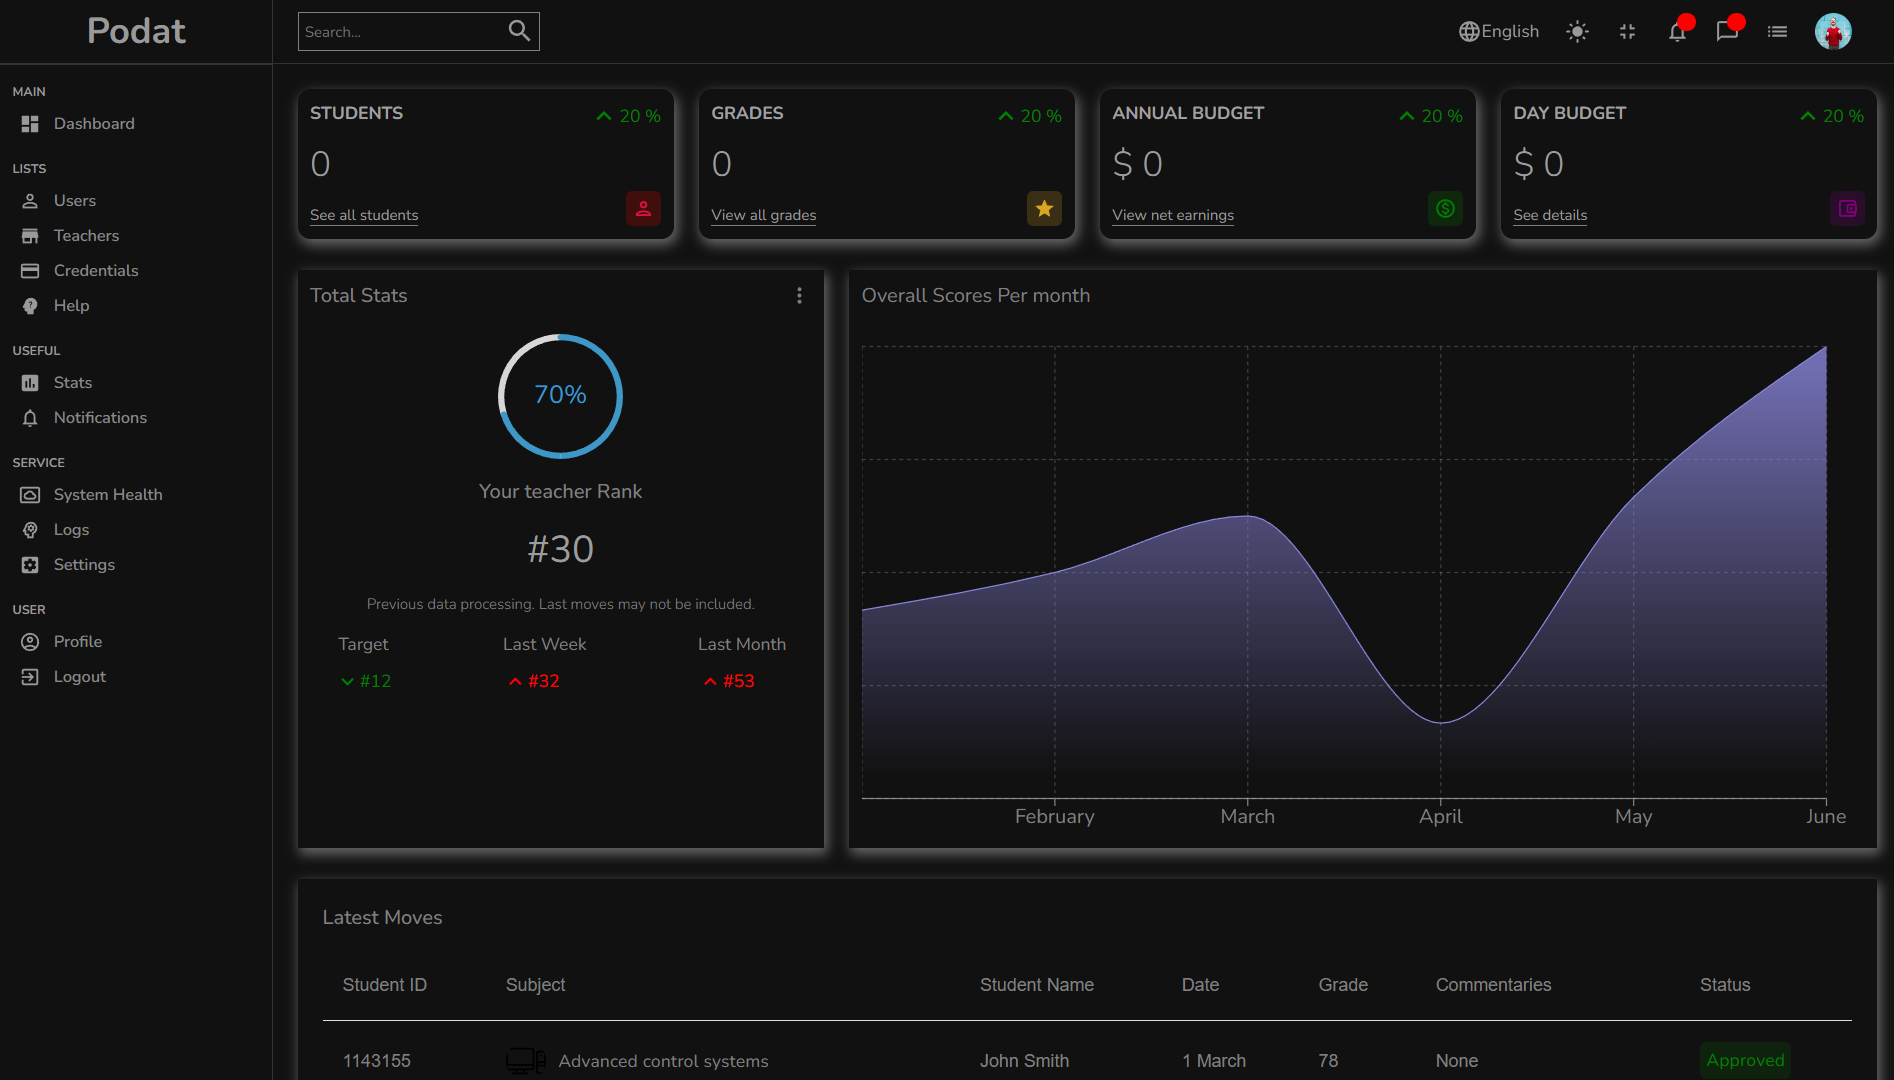 Podat
Search...
English
MAIN
Dashboard
LISTS
Users
Teachers
Credentials
Help
USEFUL
Stats
Notifications
SERVICE
System Health
Logs
Settings
USER
Profile
Logout
STUDENTS
20 %
0
See all students
GRADES
20 %
0
View all grades
ANNUAL BUDGET
20 %
$ 0
View net earnings
DAY BUDGET
20 %
$ 0
See details
Total Stats
70%
Your teacher Rank
#30
Previous data processing. Last moves may not be included.
Target Last Week Last Month
#12 #32 #53
Overall Scores Per month
February March April May June
Latest Moves
Student ID Subject Student Name Date Grade Commentaries Status
1143155 Advanced control systems John Smith 1 March 78 None Approved